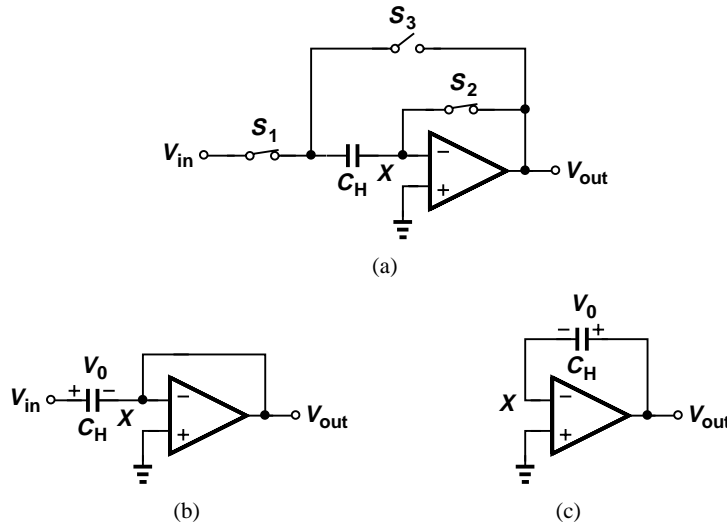 S3
S2
S1
Vin
X
CH
−
+
Vout
(a)
V0
+ −
Vin
X
CH
−
+
Vout
(b)
V0
− +
CH
X
−
+
Vout
(c)